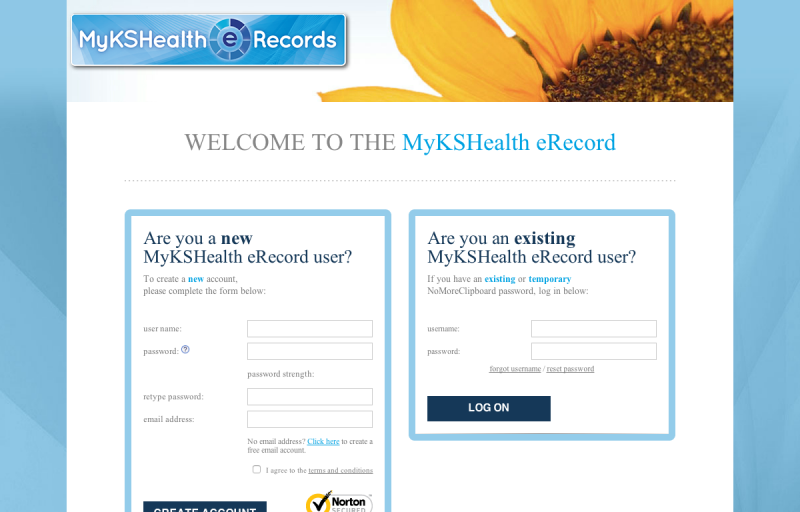 MyKSHealth e Records
WELCOME TO THE MyKSHealth eRecord
Are you a new
MyKSHealth eRecord user?
To create a new account,
please complete the form below:
user name:
password: ?
password strength:
retype password:
email address:
No email address? Click here to create a
free email account.
I agree to the terms and conditions
CREATE ACCOUNT
Norton
SECURED
Are you an existing
MyKSHealth eRecord user?
If you have an existing or temporary
NoMoreClipboard password, log in below:
username:
password:
forgot username / reset password
LOG ON